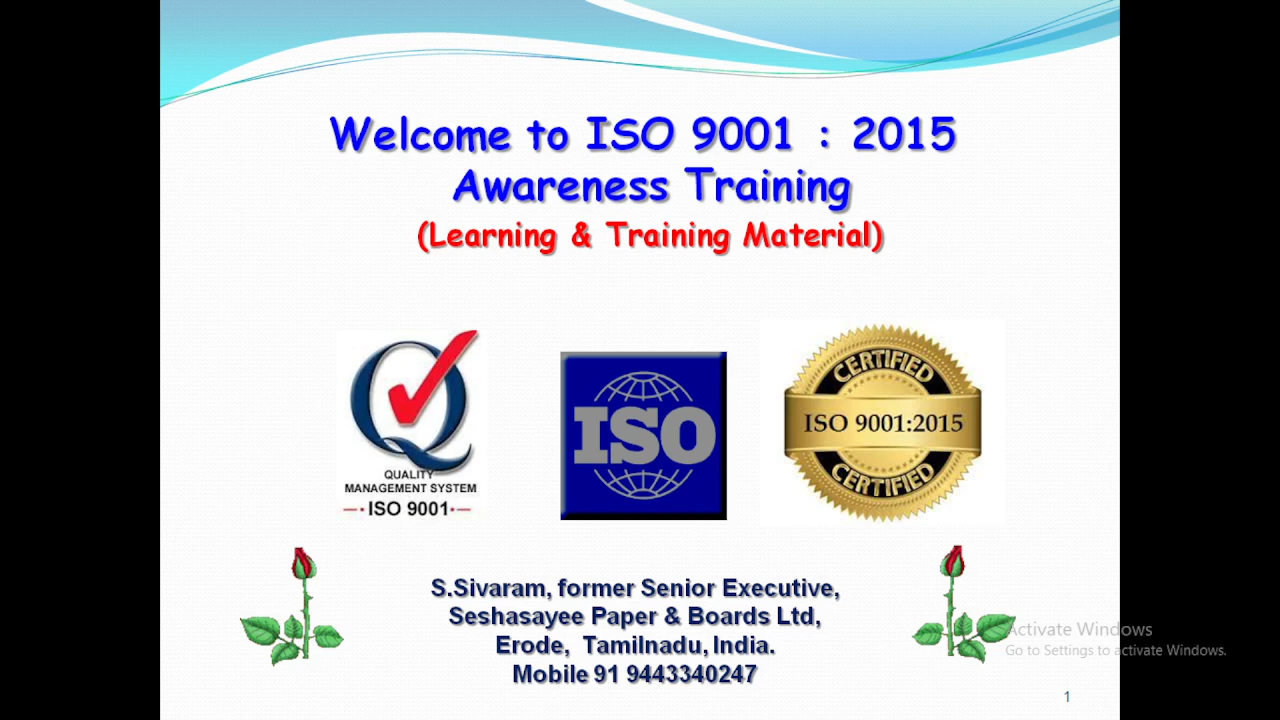 Welcome to ISO 9001 : 2015
Awareness Training
(Learning & Training Material)
QUALITY
MANAGEMENT SYSTEM
ISO 9001
ISO
CERTIFIED
ISO 9001:2015
CERTIFIED
S.Sivaram, former Senior Executive,
Seshasayee Paper & Boards Ltd,
Erode, Tamilnadu, India.
Mobile 91 9443340247
Activate Windows
Go to Settings to activate Windows.
1